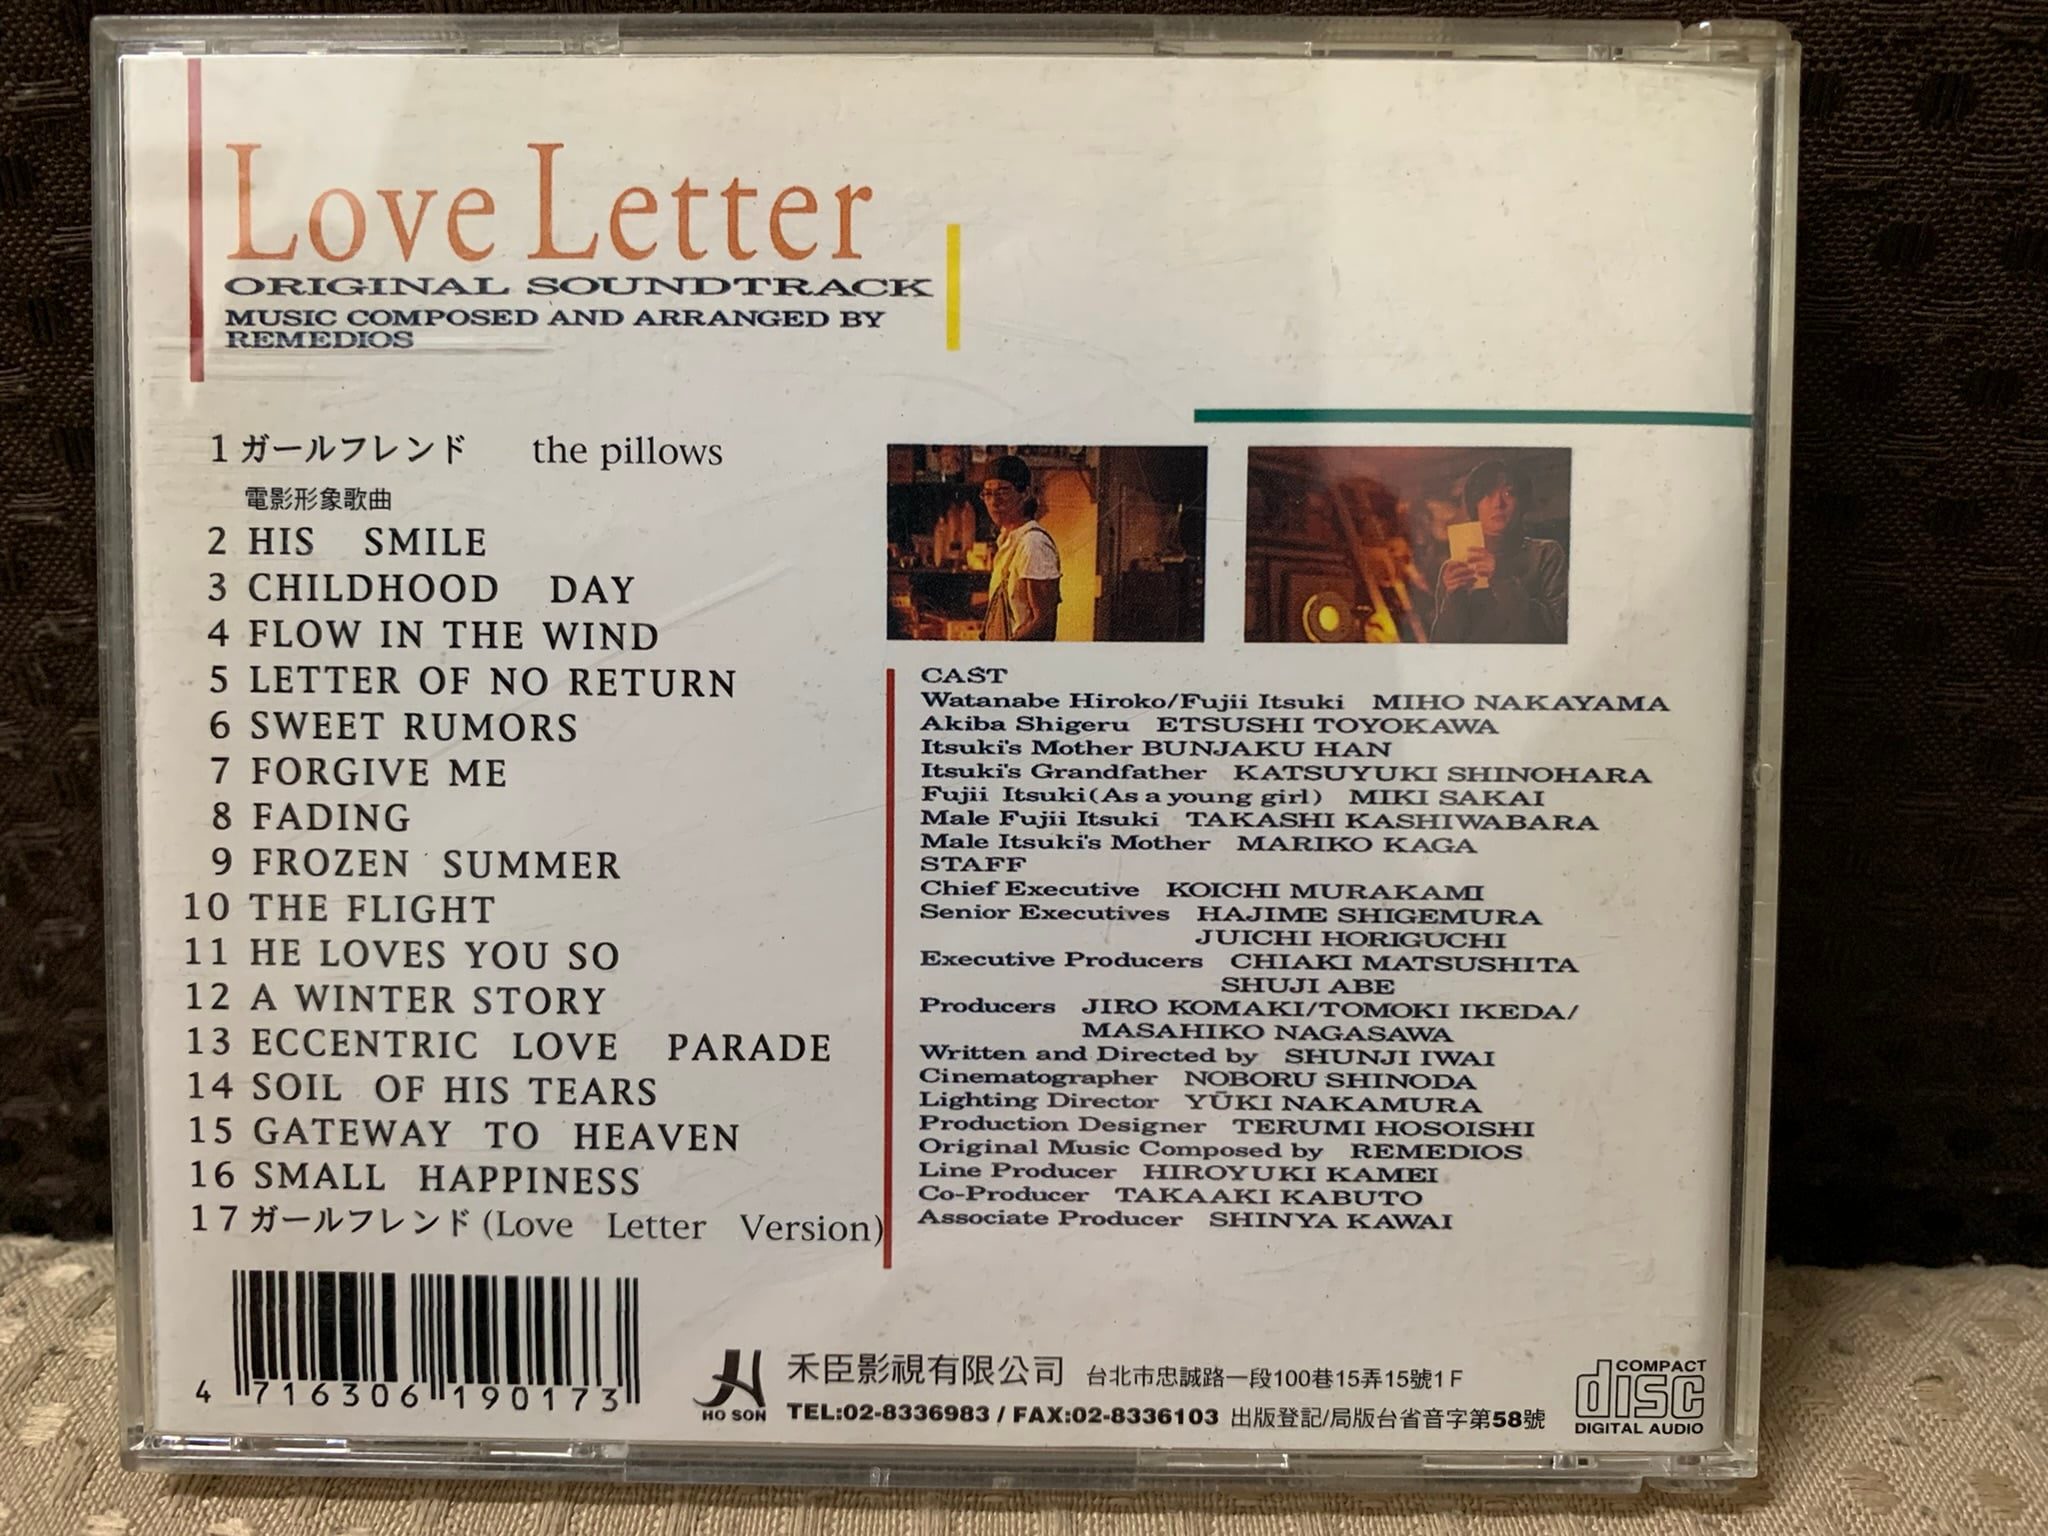 Love Letter
ORIGINAL SOUNDTRACK
MUSIC COMPOSED AND ARRANGED BY
REMEDIOS
1 ガールフレンド the pillows
電影形象歌曲
2 HIS SMILE
3 CHILDHOOD DAY
4 FLOW IN THE WIND
5 LETTER OF NO RETURN
6 SWEET RUMORS
7 FORGIVE ME
8 FADING
9 FROZEN SUMMER
10 THE FLIGHT
11 HE LOVES YOU SO
12 A WINTER STORY
13 ECCENTRIC LOVE PARADE
14 SOIL OF HIS TEARS
15 GATEWAY TO HEAVEN
16 SMALL HAPPINESS
17 ガールフレンド (Love Letter Version)
CAST
Watanabe Hiroko/Fujii Itsuki MIHO NAKAYAMA
Akiba Shigeru ETSUSHI TOYOKAWA
Itsuki's Mother BUNJAKU HAN
Itsuki's Grandfather KATSUYUKI SHINOHARA
Fujii Itsuki(As a young girl) MIKI SAKAI
Male Fujii Itsuki TAKASHI KASHIWABARA
Male Itsuki's Mother MARIKO KAGA
STAFF
Chief Executive KOICHI MURAKAMI
Senior Executives HAJIME SHIGEMURA
JUICHI HORIGUCHI
Executive Producers CHIAKI MATSUSHITA
SHUJI ABE
Producers JIRO KOMAKI/TOMOKI IKEDA/
MASAHIKO NAGASAWA
Written and Directed by SHUNJI IWAI
Cinematographer NOBORU SHINODA
Lighting Director YŪKI NAKAMURA
Production Designer TERUMI HOSOISHI
Original Music Composed by REMEDIOS
Line Producer HIROYUKI KAMEI
Co-Producer TAKAAKI KABUTO
Associate Producer SHINYA KAWAI
4 716306 190173
HO SON
禾臣影視有限公司 台北市忠誠路一段100巷15弄15號1F
TEL:02-8336983 / FAX:02-8336103 出版登記/局版台省音字第58號
COMPACT
disc
DIGITAL AUDIO